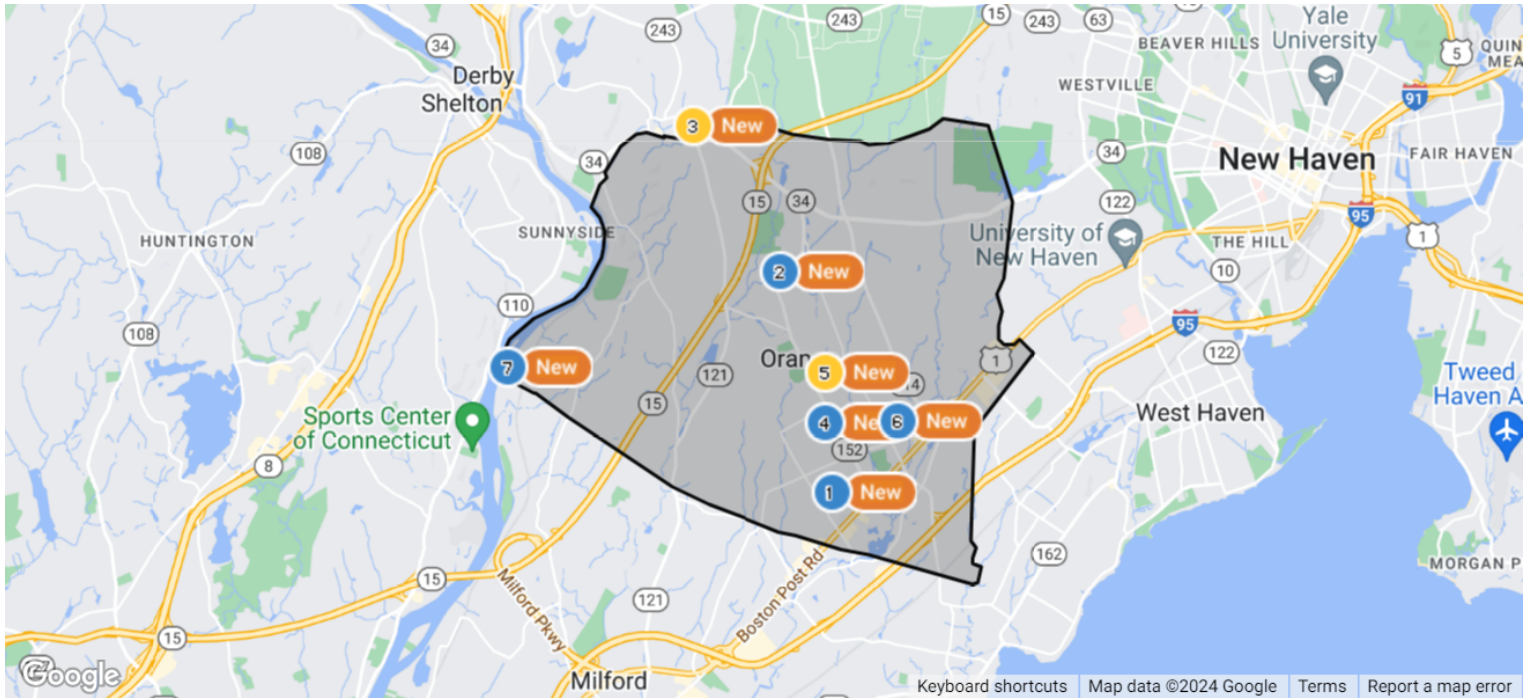 243
15
243
63
Yale
University
BEAVER HILLS
5
QUIN
MEA
34
Derby
Shelton
243
WESTVILLE
91
3 New
108
34
34
New Haven
FAIR HAVEN
15
34
122
95
1
HUNTINGTON
SUNNYSIDE
University of
New Haven
THE HILL
2 New
10
110
108
95
122
7 New
Oran
5 New
1
121
14
Tweed
Haven A
15
Sports Center
of Connecticut
4 Ne
6 New
West Haven
152
8
1 New
162
MORGAN P
15
Milford Pkwy
Boston Post Rd
121
15
Milford
Google
Keyboard shortcuts
Map data ©2024 Google
Terms
Report a map error